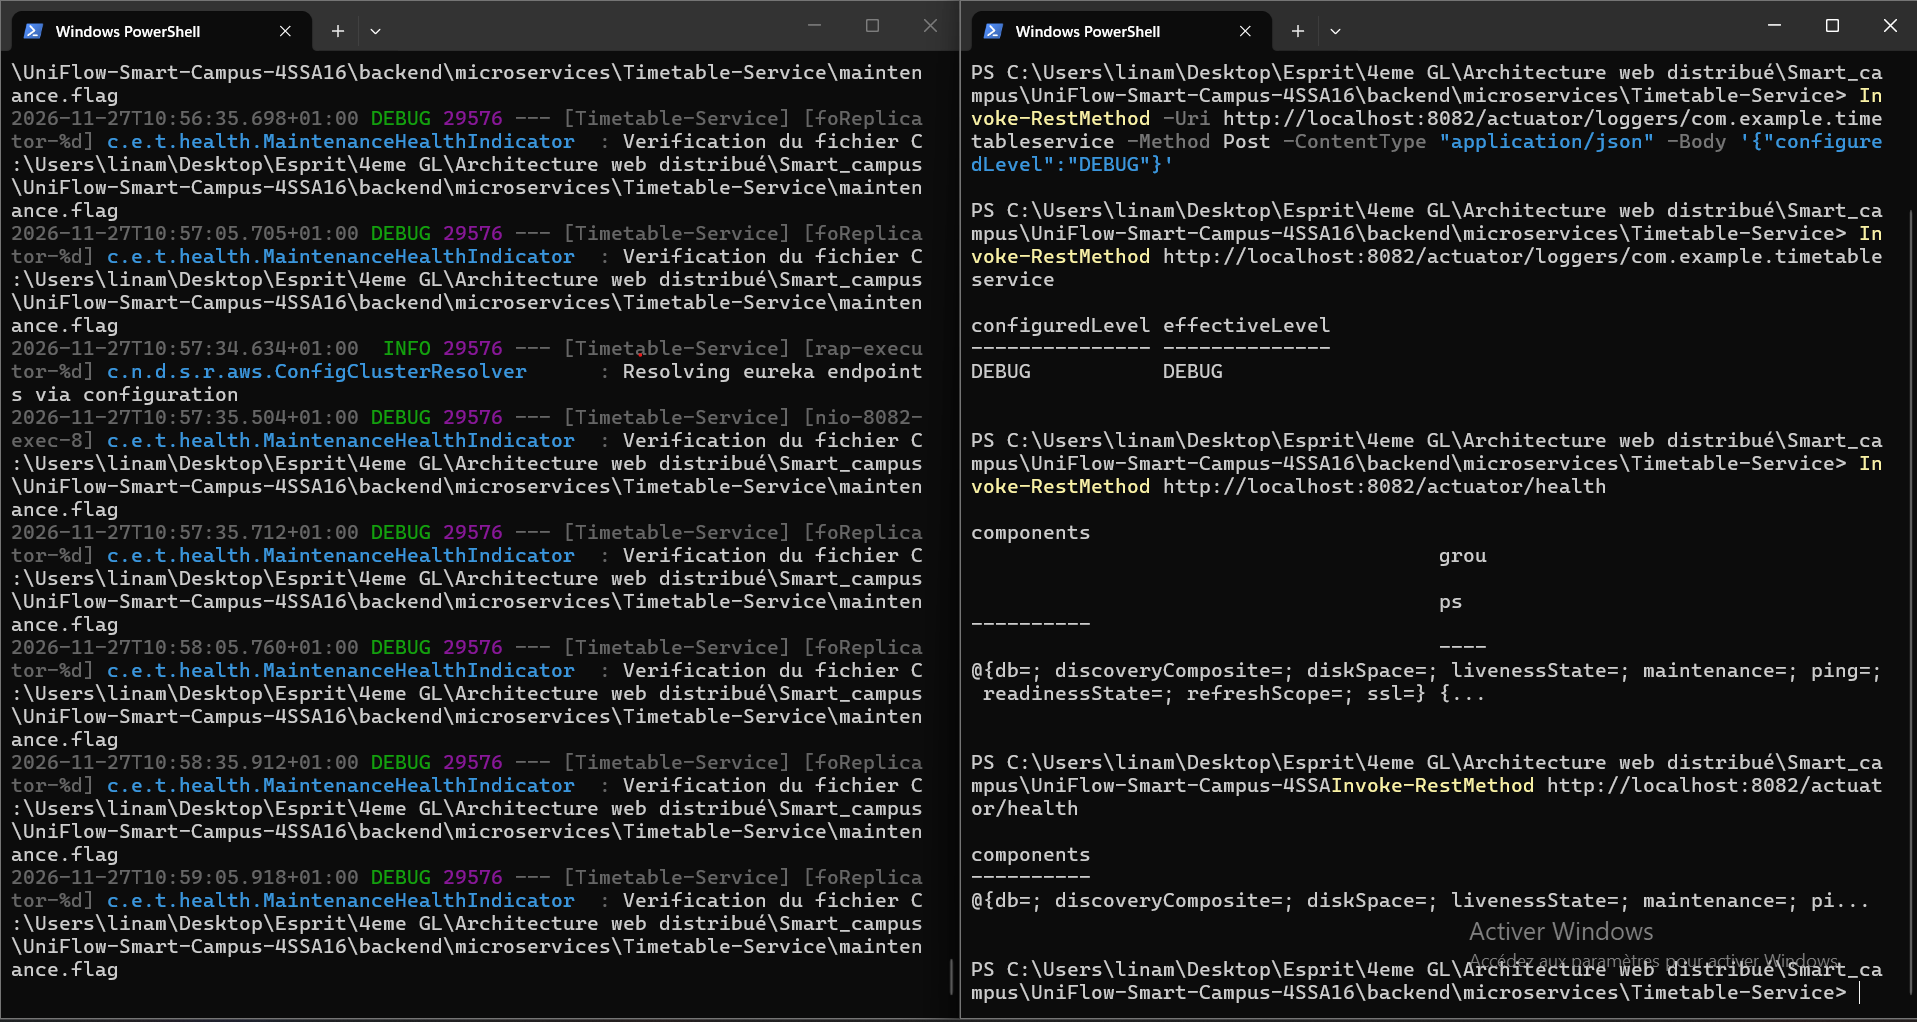 Windows PowerShell
\UniFlow-Smart-Campus-4SSA16\backend\microservices\Timetable-Service\mainten
ance.flag
2026-11-27T10:56:35.698+01:00 DEBUG 29576 --- [Timetable-Service] [foReplica
tor-%d] c.e.t.health.MaintenanceHealthIndicator  : Verification du fichier C
:\Users\linam\Desktop\Esprit\4eme GL\Architecture web distribué\Smart_campus
\UniFlow-Smart-Campus-4SSA16\backend\microservices\Timetable-Service\mainten
ance.flag
2026-11-27T10:57:05.705+01:00 DEBUG 29576 --- [Timetable-Service] [foReplica
tor-%d] c.e.t.health.MaintenanceHealthIndicator  : Verification du fichier C
:\Users\linam\Desktop\Esprit\4eme GL\Architecture web distribué\Smart_campus
\UniFlow-Smart-Campus-4SSA16\backend\microservices\Timetable-Service\mainten
ance.flag
2026-11-27T10:57:34.634+01:00  INFO 29576 --- [Timetable-Service] [rap-execu
tor-%d] c.n.d.s.r.aws.ConfigClusterResolver      : Resolving eureka endpoint
s via configuration
2026-11-27T10:57:35.504+01:00 DEBUG 29576 --- [Timetable-Service] [nio-8082-
exec-8] c.e.t.health.MaintenanceHealthIndicator  : Verification du fichier C
:\Users\linam\Desktop\Esprit\4eme GL\Architecture web distribué\Smart_campus
\UniFlow-Smart-Campus-4SSA16\backend\microservices\Timetable-Service\mainten
ance.flag
2026-11-27T10:57:35.712+01:00 DEBUG 29576 --- [Timetable-Service] [foReplica
tor-%d] c.e.t.health.MaintenanceHealthIndicator  : Verification du fichier C
:\Users\linam\Desktop\Esprit\4eme GL\Architecture web distribué\Smart_campus
\UniFlow-Smart-Campus-4SSA16\backend\microservices\Timetable-Service\mainten
ance.flag
2026-11-27T10:58:05.760+01:00 DEBUG 29576 --- [Timetable-Service] [foReplica
tor-%d] c.e.t.health.MaintenanceHealthIndicator  : Verification du fichier C
:\Users\linam\Desktop\Esprit\4eme GL\Architecture web distribué\Smart_campus
\UniFlow-Smart-Campus-4SSA16\backend\microservices\Timetable-Service\mainten
ance.flag
2026-11-27T10:58:35.912+01:00 DEBUG 29576 --- [Timetable-Service] [foReplica
tor-%d] c.e.t.health.MaintenanceHealthIndicator  : Verification du fichier C
:\Users\linam\Desktop\Esprit\4eme GL\Architecture web distribué\Smart_campus
\UniFlow-Smart-Campus-4SSA16\backend\microservices\Timetable-Service\mainten
ance.flag
2026-11-27T10:59:05.918+01:00 DEBUG 29576 --- [Timetable-Service] [foReplica
tor-%d] c.e.t.health.MaintenanceHealthIndicator  : Verification du fichier C
:\Users\linam\Desktop\Esprit\4eme GL\Architecture web distribué\Smart_campus
\UniFlow-Smart-Campus-4SSA16\backend\microservices\Timetable-Service\mainten
ance.flag
Windows PowerShell
PS C:\Users\linam\Desktop\Esprit\4eme GL\Architecture web distribué\Smart_ca
mpus\UniFlow-Smart-Campus-4SSA16\backend\microservices\Timetable-Service> In
voke-RestMethod -Uri http://localhost:8082/actuator/loggers/com.example.time
tableservice -Method Post -ContentType "application/json" -Body '{"configure
dLevel":"DEBUG"}'
PS C:\Users\linam\Desktop\Esprit\4eme GL\Architecture web distribué\Smart_ca
mpus\UniFlow-Smart-Campus-4SSA16\backend\microservices\Timetable-Service> In
voke-RestMethod http://localhost:8082/actuator/loggers/com.example.timetable
service
configuredLevel effectiveLevel
--------------- --------------
DEBUG           DEBUG
PS C:\Users\linam\Desktop\Esprit\4eme GL\Architecture web distribué\Smart_ca
mpus\UniFlow-Smart-Campus-4SSA16\backend\microservices\Timetable-Service> In
voke-RestMethod http://localhost:8082/actuator/health
components
grou
ps
----------
----
@{db=; discoveryComposite=; diskSpace=; livenessState=; maintenance=; ping=;
 readinessState=; refreshScope=; ssl=} {...
PS C:\Users\linam\Desktop\Esprit\4eme GL\Architecture web distribué\Smart_ca
mpus\UniFlow-Smart-Campus-4SSAInvoke-RestMethod http://localhost:8082/actuat
or/health
components
----------
@{db=; discoveryComposite=; diskSpace=; livenessState=; maintenance=; pi...
Activer Windows
Accédez aux paramètres pour activer Windows.
PS C:\Users\linam\Desktop\Esprit\4eme GL\Architecture web distribué\Smart_ca
mpus\UniFlow-Smart-Campus-4SSA16\backend\microservices\Timetable-Service>